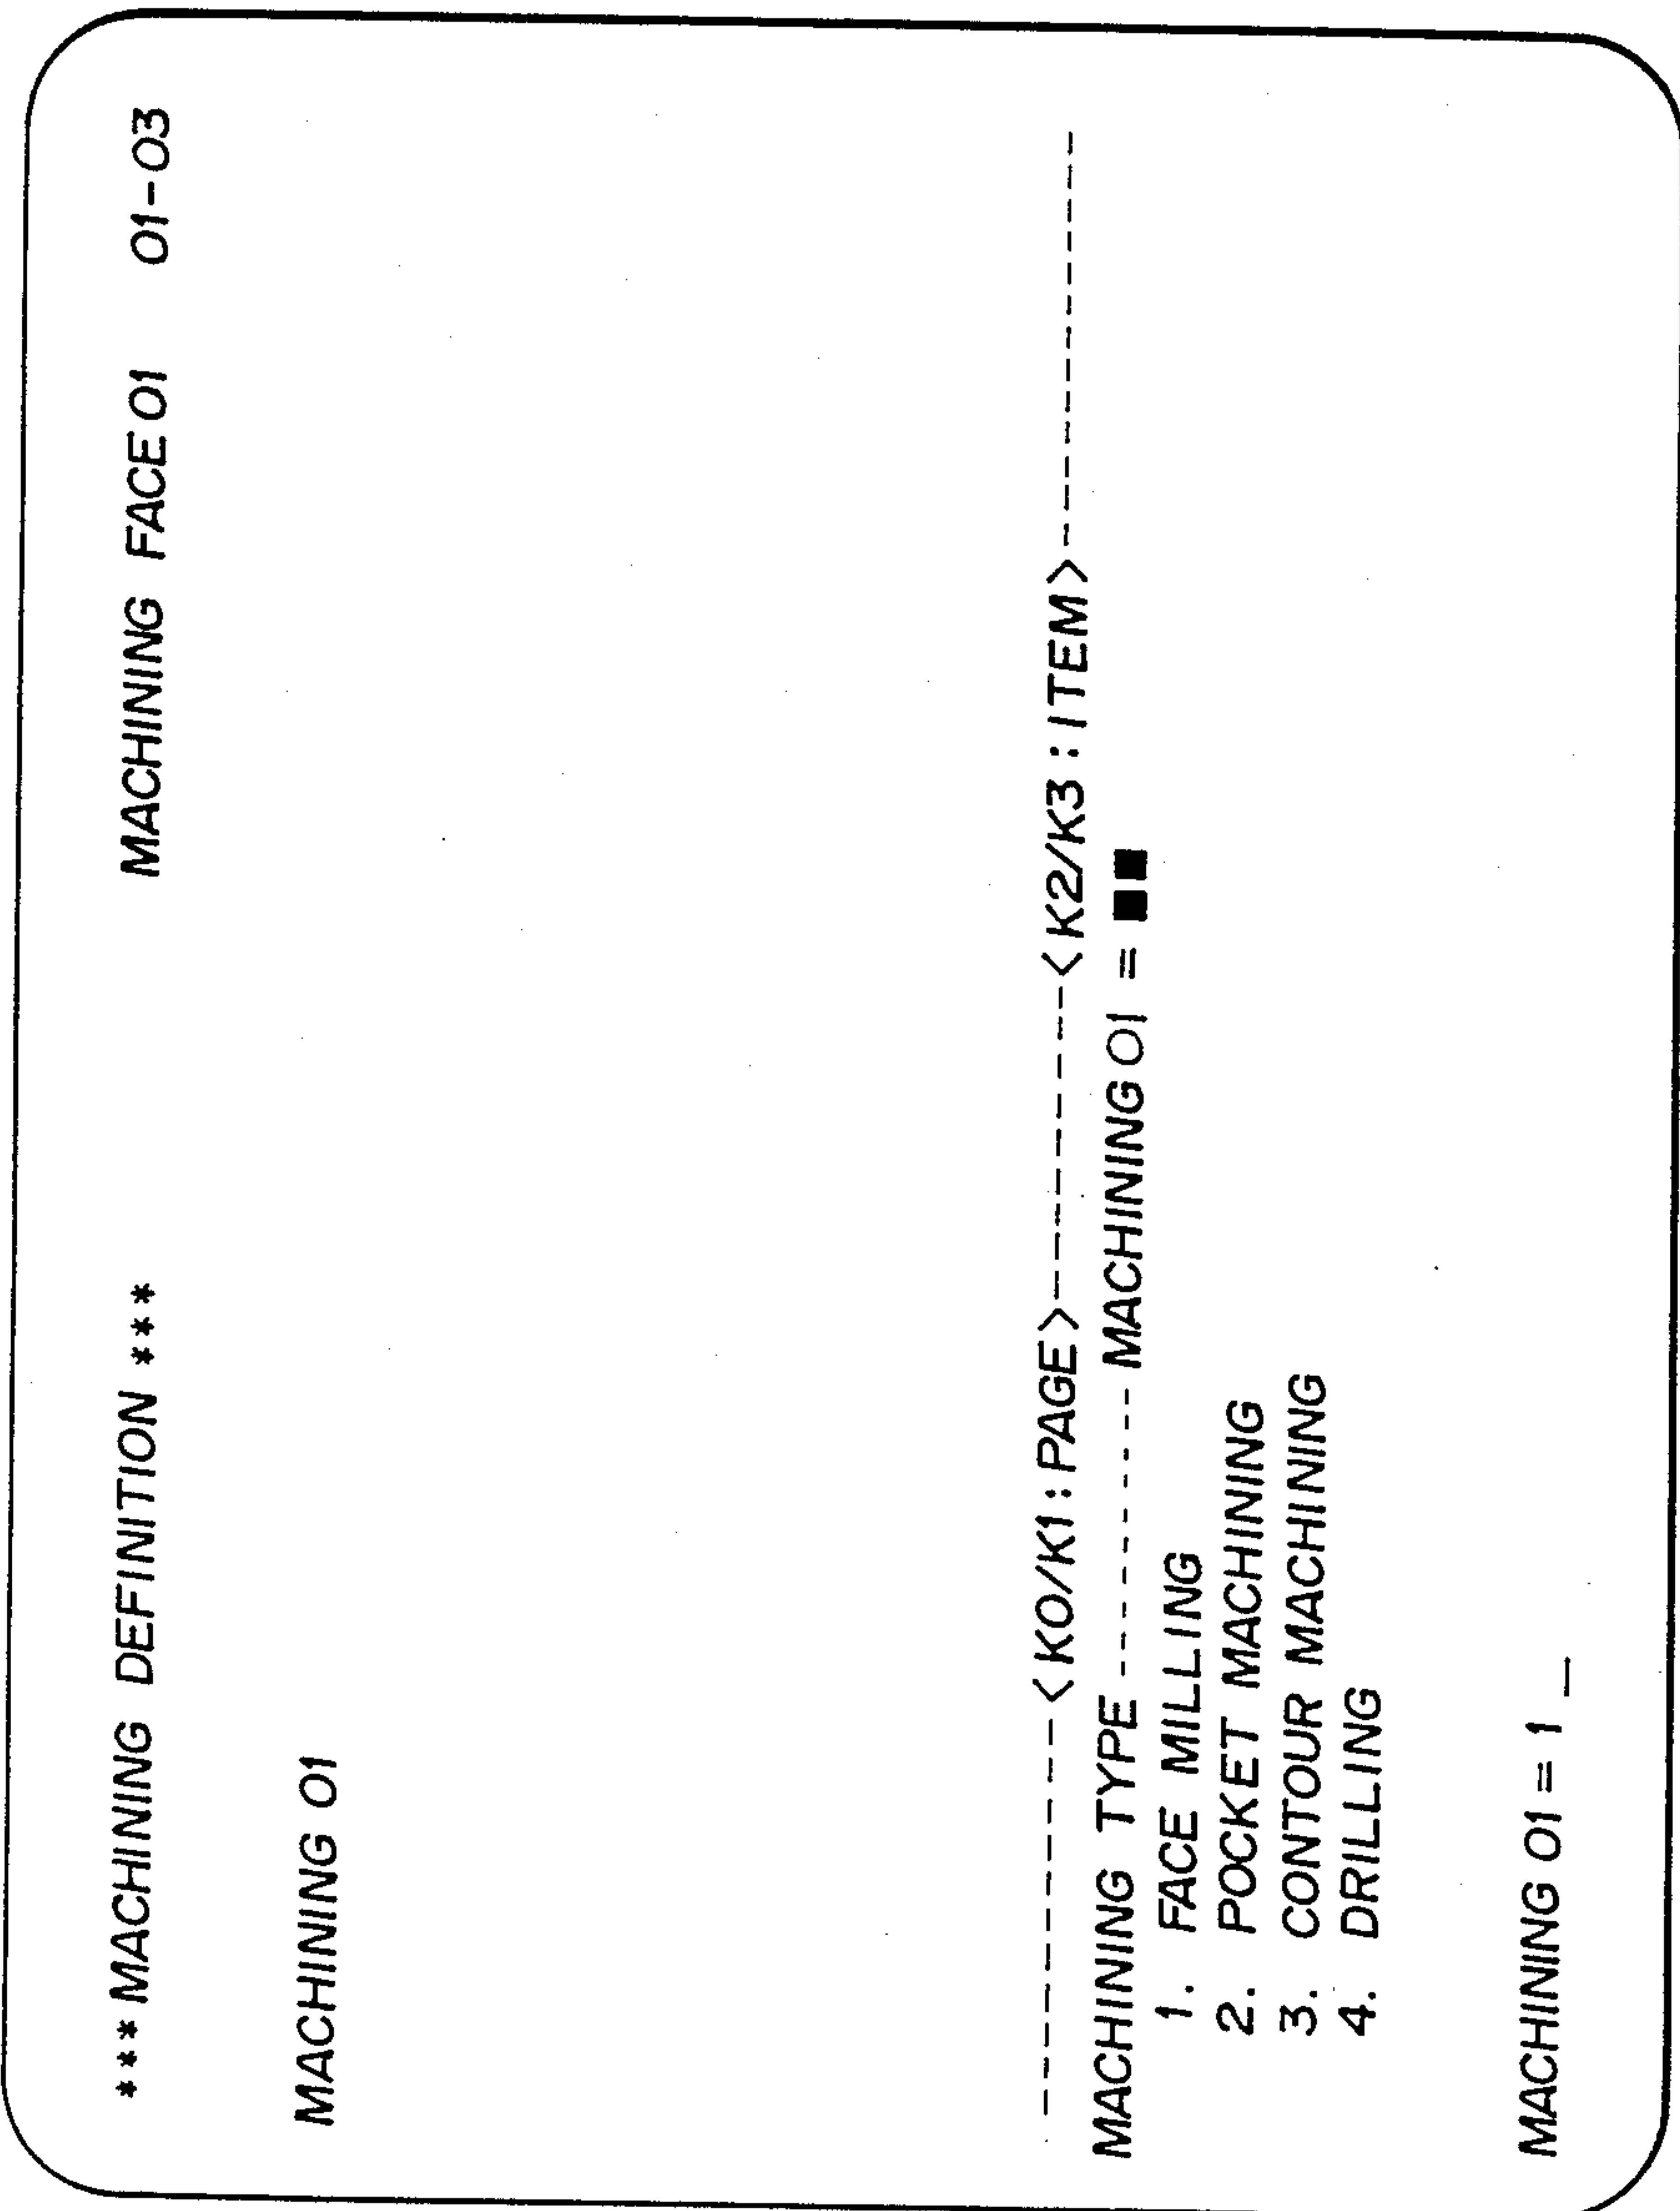 ***MACHINING DEFINITION *** MACHINING FACE 01 01-03
MACHINING 01
------------<K0/K1:PAGE>----------<K2/K3:ITEM>---------------
MACHINING TYPE---------- MACHINING 01 = ■■
1. FACE MILLING
2. POCKET MACHINING
3. CONTOUR MACHINING
4. DRILLING
MACHINING 01 = 1 _